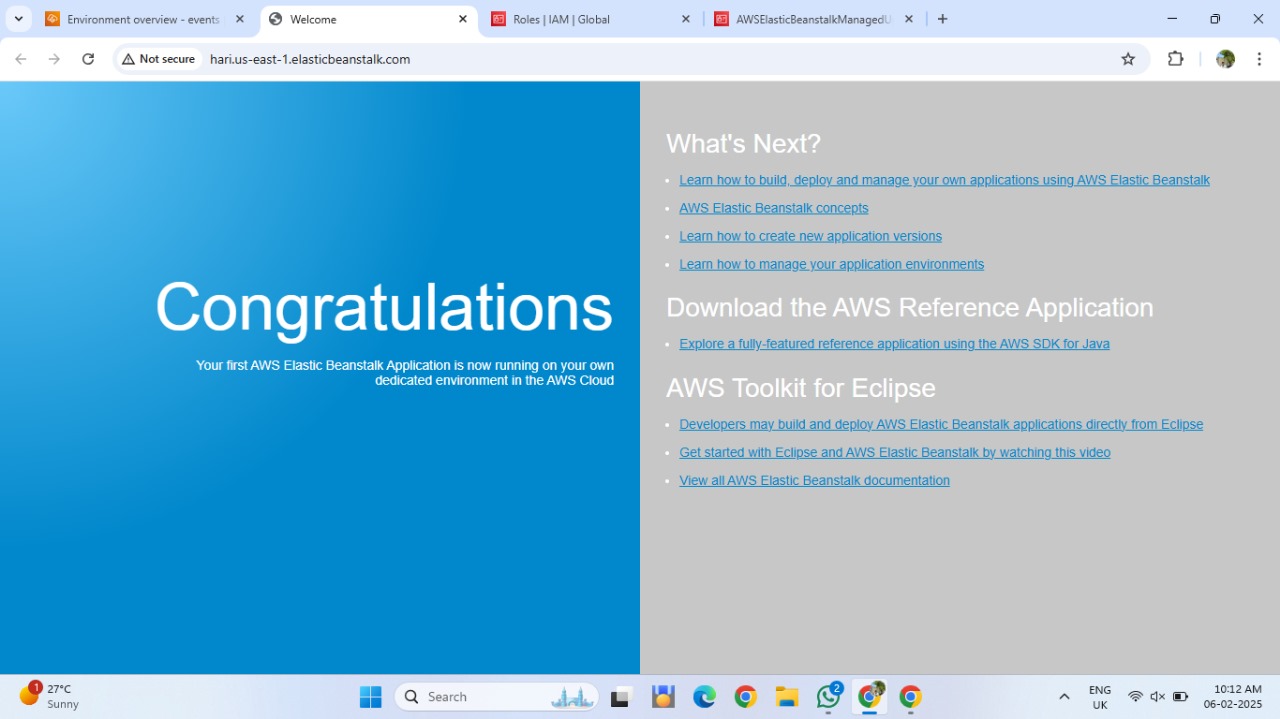 Environment overview - events
Welcome
Roles | IAM | Global
AWSElasticBeanstalkManagedU
Not secure
hari.us-east-1.elasticbeanstalk.com
Congratulations
Your first AWS Elastic Beanstalk Application is now running on your own
dedicated environment in the AWS Cloud
What's Next?
Learn how to build, deploy and manage your own applications using AWS Elastic Beanstalk
AWS Elastic Beanstalk concepts
Learn how to create new application versions
Learn how to manage your application environments
Download the AWS Reference Application
Explore a fully-featured reference application using the AWS SDK for Java
AWS Toolkit for Eclipse
Developers may build and deploy AWS Elastic Beanstalk applications directly from Eclipse
Get started with Eclipse and AWS Elastic Beanstalk by watching this video
View all AWS Elastic Beanstalk documentation
1
27°C
Sunny
Search
2
ENG
UK
10:12 AM
06-02-2025